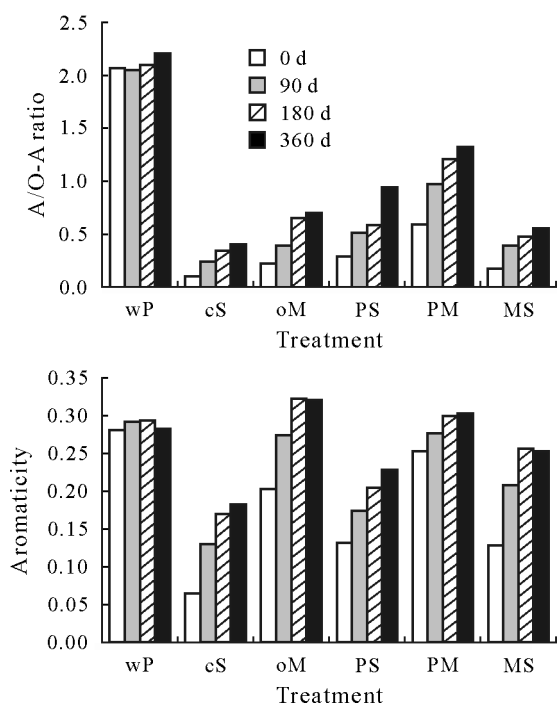 2.5
2.0
1.5
1.0
0.5
0.0
A/O-A ratio
0 d
90 d
180 d
360 d
wP cS oM PS PM MS
Treatment
0.35
0.30
0.25
0.20
0.15
0.10
0.05
0.00
Aromaticity
wP cS oM PS PM MS
Treatment